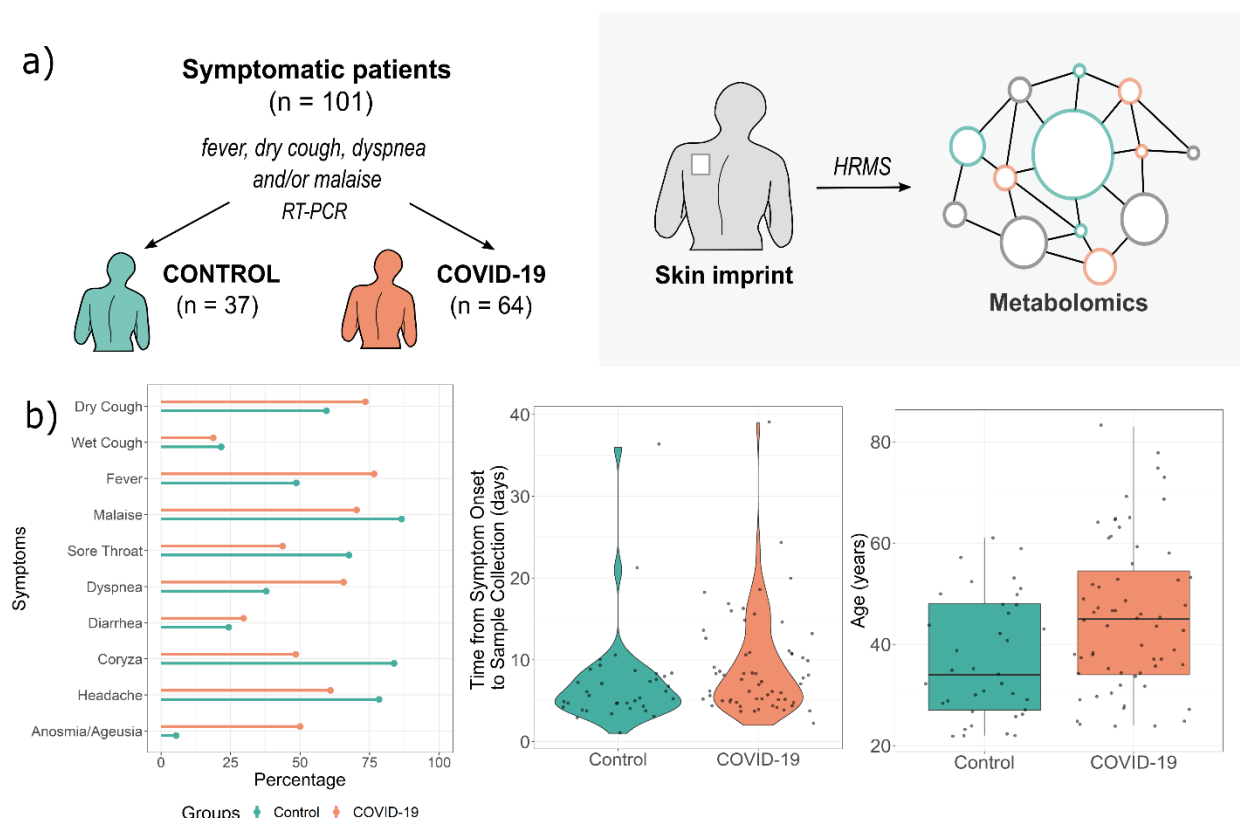 a)
Symptomatic patients
(n = 101)
fever, dry cough, dyspnea
and/or malaise
RT-PCR
CONTROL
(n = 37)
COVID-19
(n = 64)
Skin imprint
HRMS
Metabolomics
b)
Symptoms
Dry Cough
Wet Cough
Fever
Malaise
Sore Throat
Dyspnea
Diarrhea
Coryza
Headache
Anosmia/Ageusia
0 25 50 75 100
Percentage
Groups Control COVID-19
Time from Symptom Onset
to Sample Collection (days)
40
30
20
10
0
Control COVID-19
Age (years)
80
60
40
20
Control COVID-19